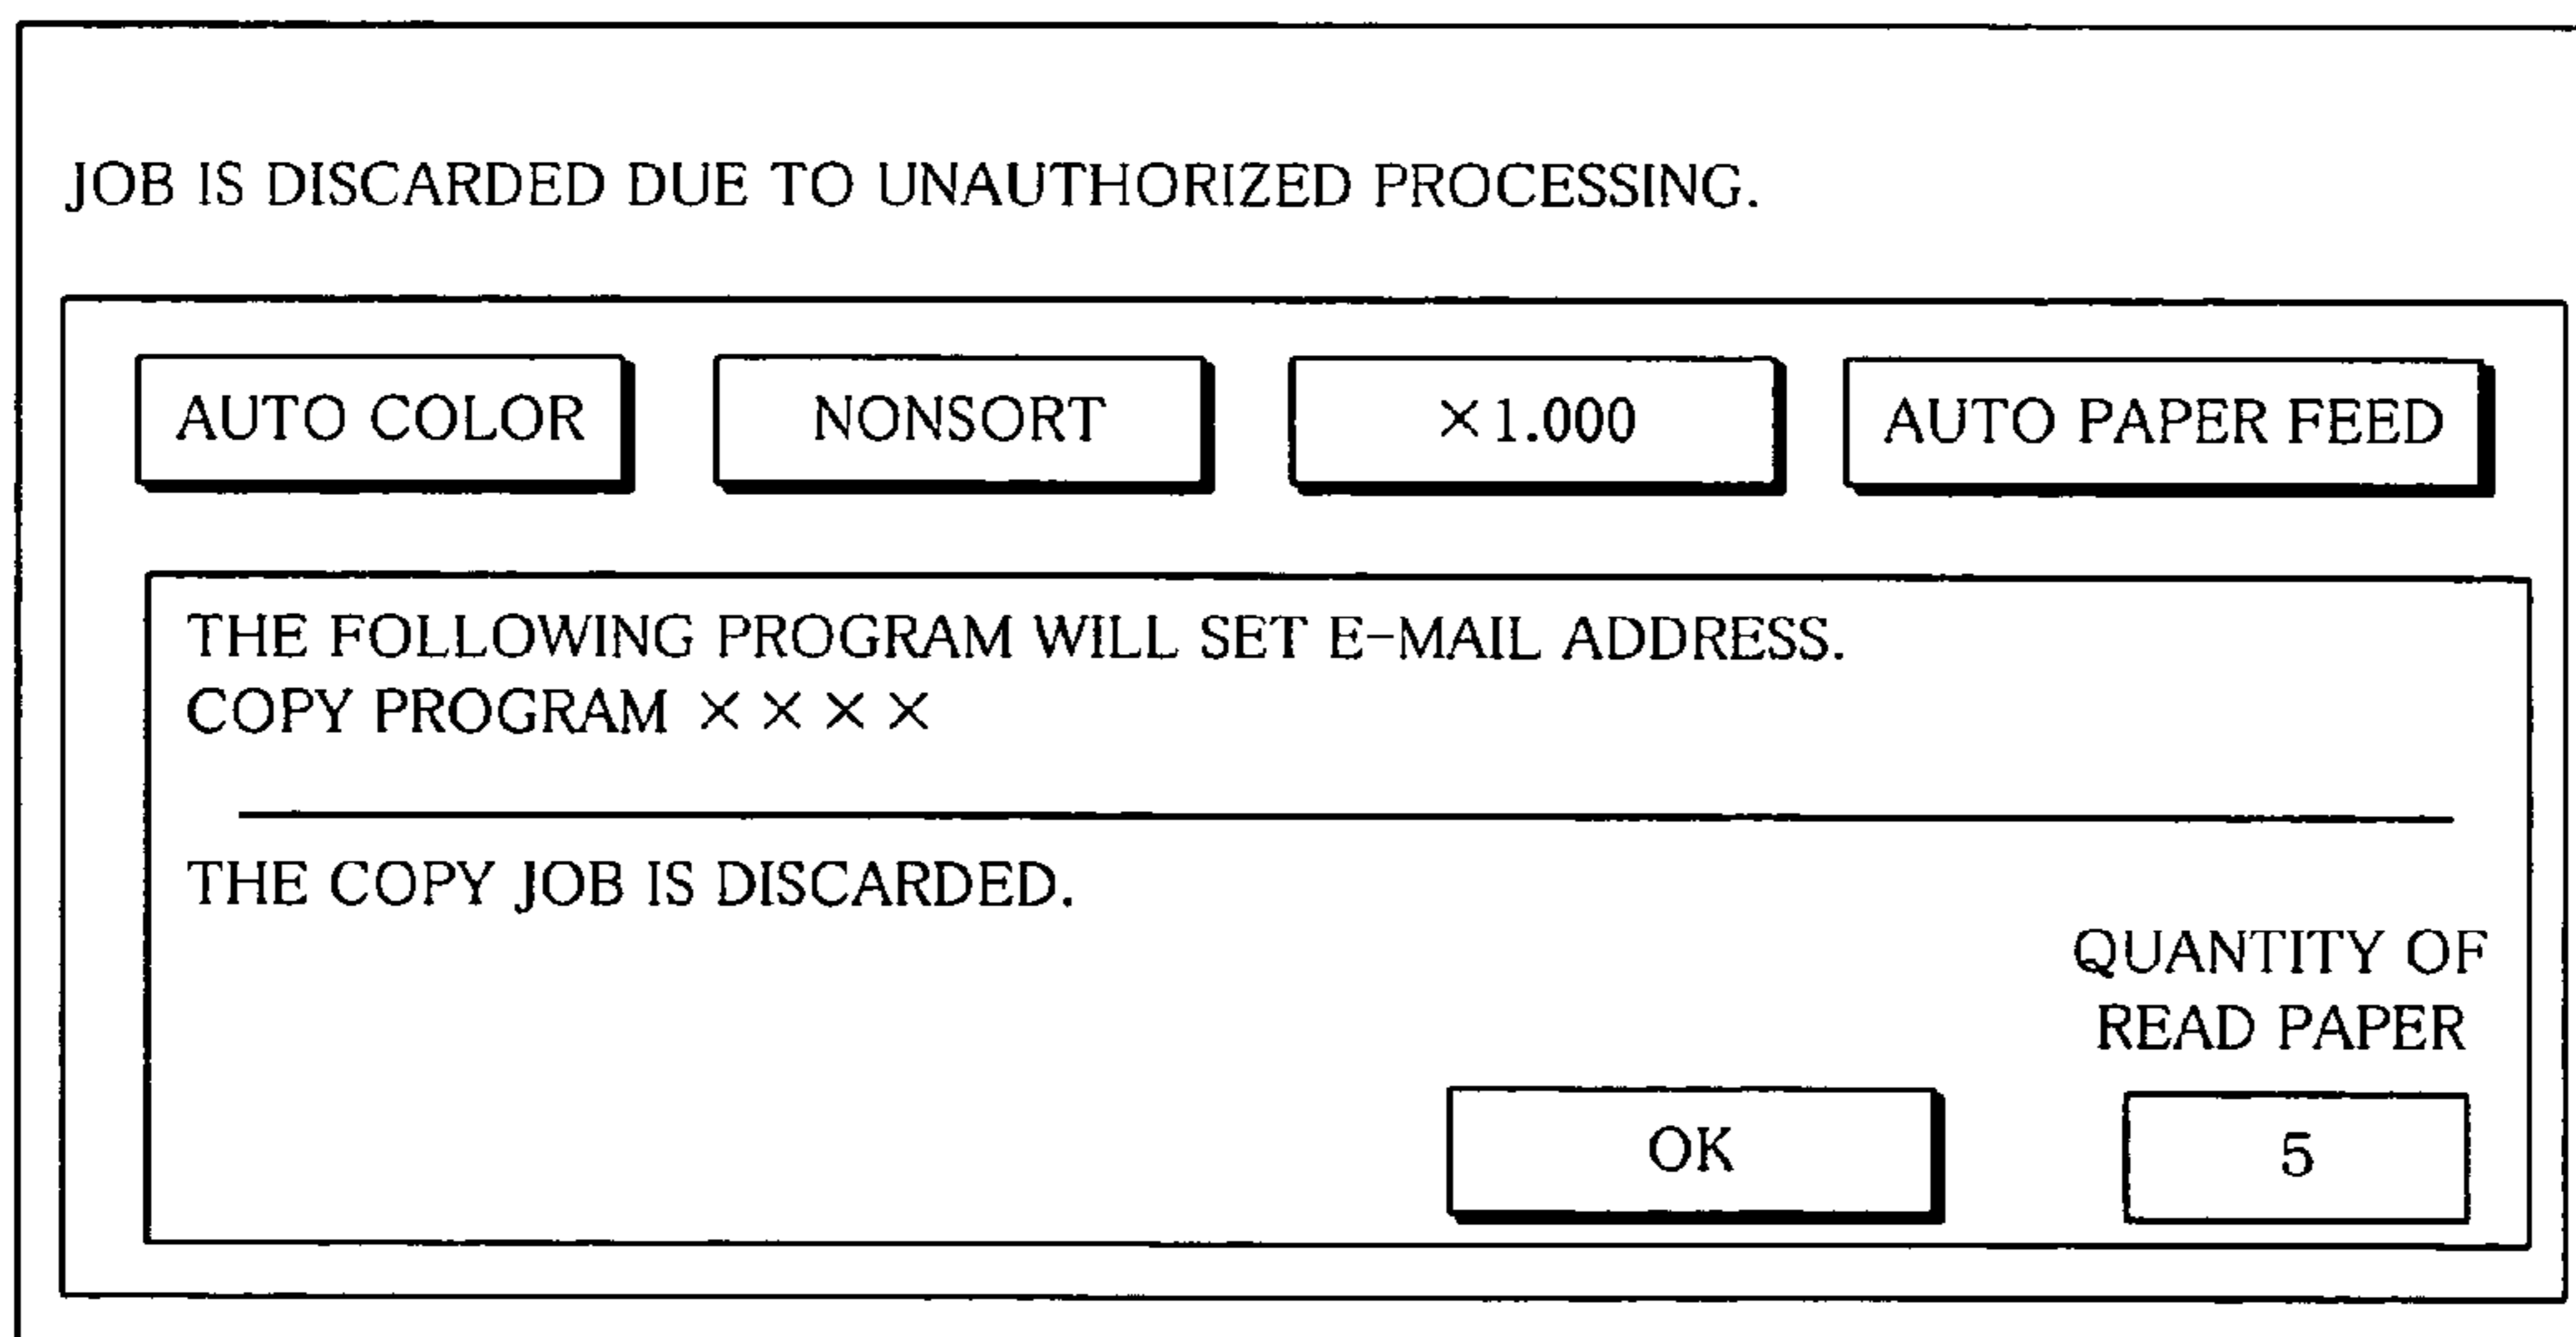 JOB IS DISCARDED DUE TO UNAUTHORIZED PROCESSING.
AUTO COLOR
NONSORT
×1.000
AUTO PAPER FEED
THE FOLLOWING PROGRAM WILL SET E-MAIL ADDRESS.
COPY PROGRAM ××××
THE COPY JOB IS DISCARDED.
QUANTITY OF
READ PAPER
OK
5